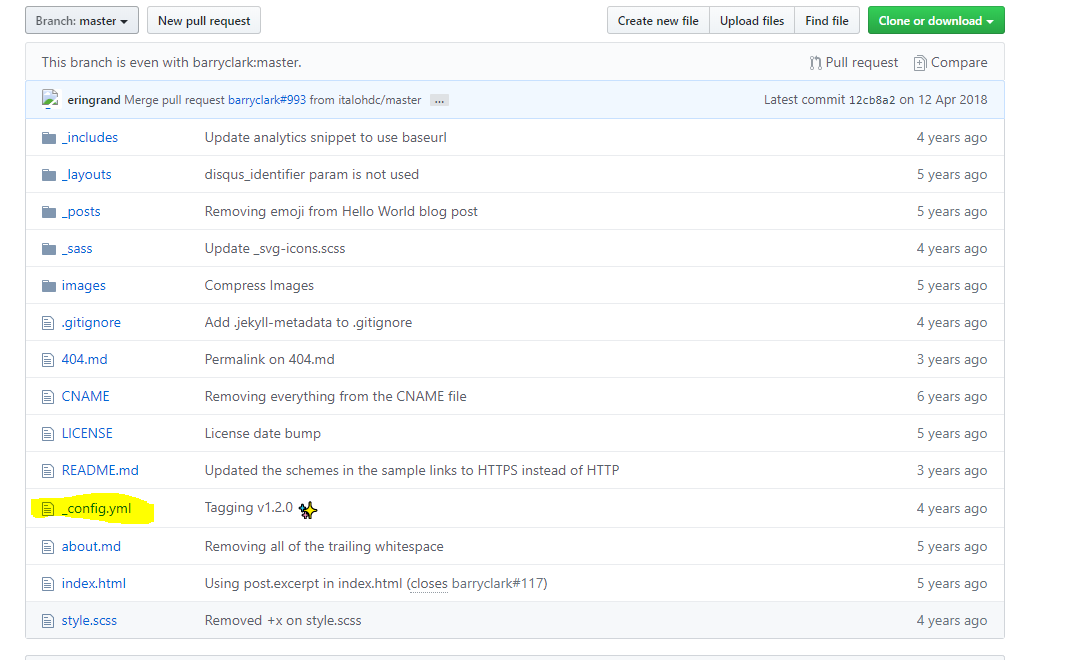 Branch: master New pull request Create new file Upload files Find file Clone or download
This branch is even with barryclark:master. Pull request Compare
eringrand Merge pull request barryclark#993 from italohdc/master ... Latest commit 12cb8a2 on 12 Apr 2018
_includes Update analytics snippet to use baseurl 4 years ago
_layouts disqus_identifier param is not used 5 years ago
_posts Removing emoji from Hello World blog post 5 years ago
_sass Update _svg-icons.scss 4 years ago
images Compress Images 5 years ago
.gitignore Add .jekyll-metadata to .gitignore 4 years ago
404.md Permalink on 404.md 3 years ago
CNAME Removing everything from the CNAME file 6 years ago
LICENSE License date bump 5 years ago
README.md Updated the schemes in the sample links to HTTPS instead of HTTP 3 years ago
_config.yml Tagging v1.2.0 4 years ago
about.md Removing all of the trailing whitespace 5 years ago
index.html Using post.excerpt in index.html (closes barryclark#117) 5 years ago
style.scss Removed +x on style.scss 4 years ago